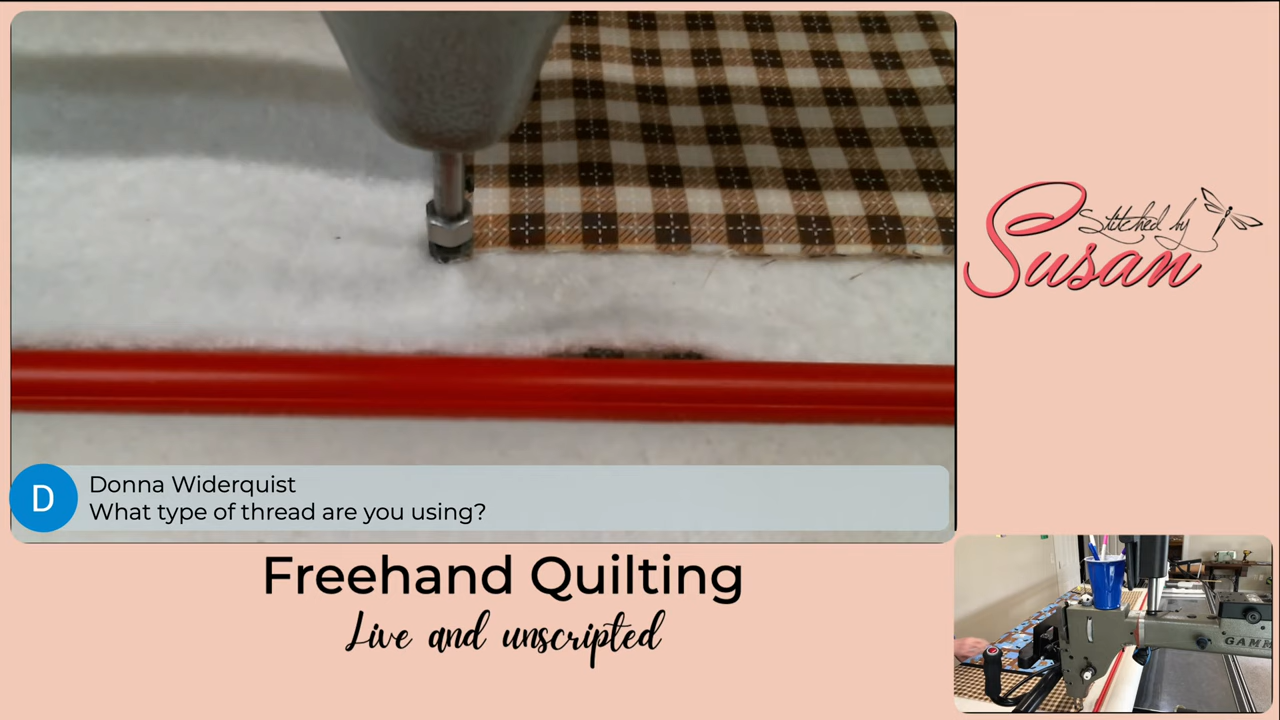 Stitched by
Susan
D
Donna Widerquist
What type of thread are you using?
Freehand Quilting
Live and unscripted
GAMM